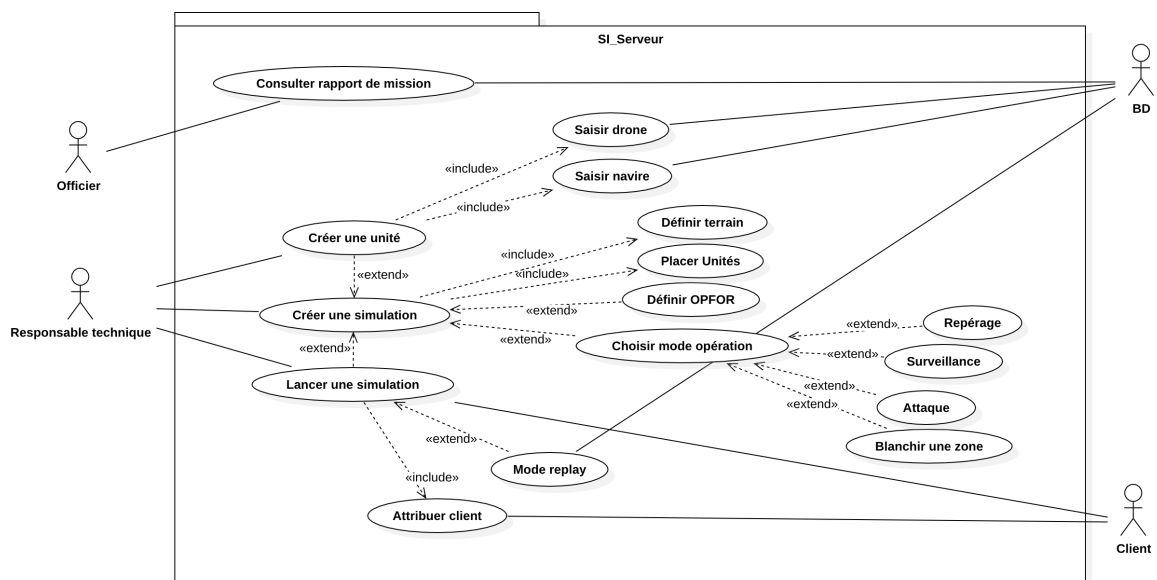 SI_Serveur
Consulter rapport de mission
BD
Saisir drone
Officier
«include»
Saisir navire
«include»
Définir terrain
Créer une unité
«include»
Placer Unités
«extend»
«include»
Définir OPFOR
Responsable technique
Créer une simulation
«extend»
Repérage
«extend»
«extend»
Choisir mode opération
«extend»
«extend»
Surveillance
Lancer une simulation
«extend»
«extend»
Attaque
«extend»
Blanchir une zone
Mode replay
«include»
Attribuer client
Client